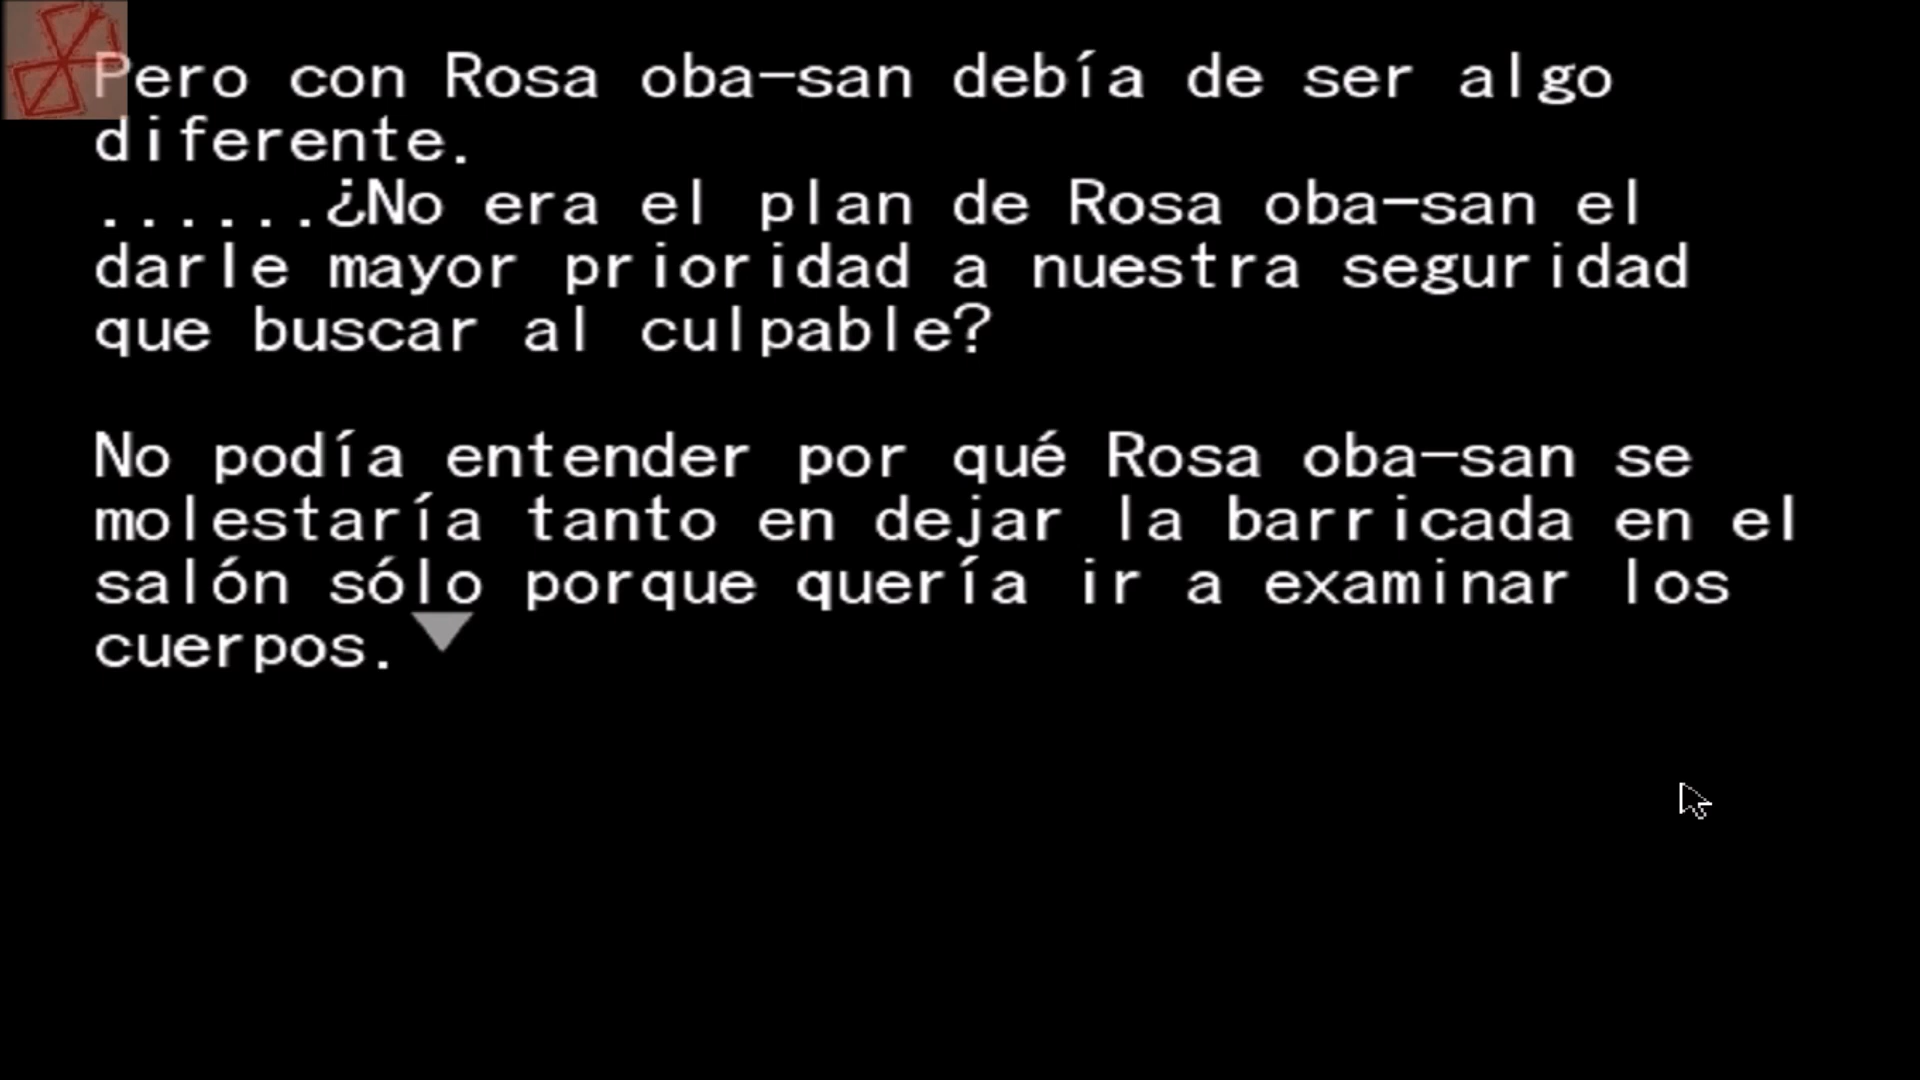 Pero con Rosa oba-san debía de ser algo
diferente.
......¿No era el plan de Rosa oba-san el
darle mayor prioridad a nuestra seguridad
que buscar al culpable?
No podía entender por qué Rosa oba-san se
molestaría tanto en dejar la barricada en el
salón sólo porque quería ir a examinar los
cuerpos.